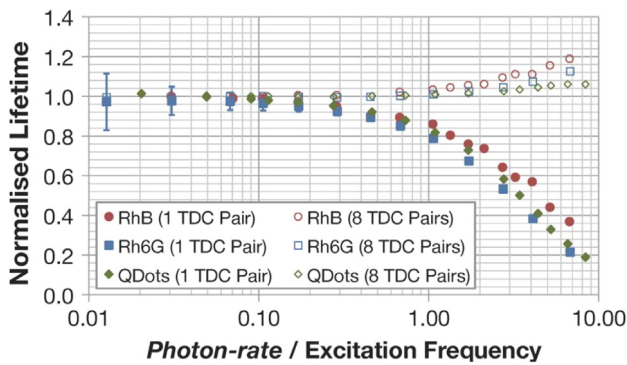 1.4
1.2
1.0
0.8
0.6
0.4
0.2
0.0
Normalised Lifetime
RhB (1 TDC Pair) RhB (8 TDC Pairs)
Rh6G (1 TDC Pair) Rh6G (8 TDC Pairs)
QDots (1 TDC Pair) QDots (8 TDC Pairs)
0.01 0.10 1.00 10.00
Photon-rate / Excitation Frequency